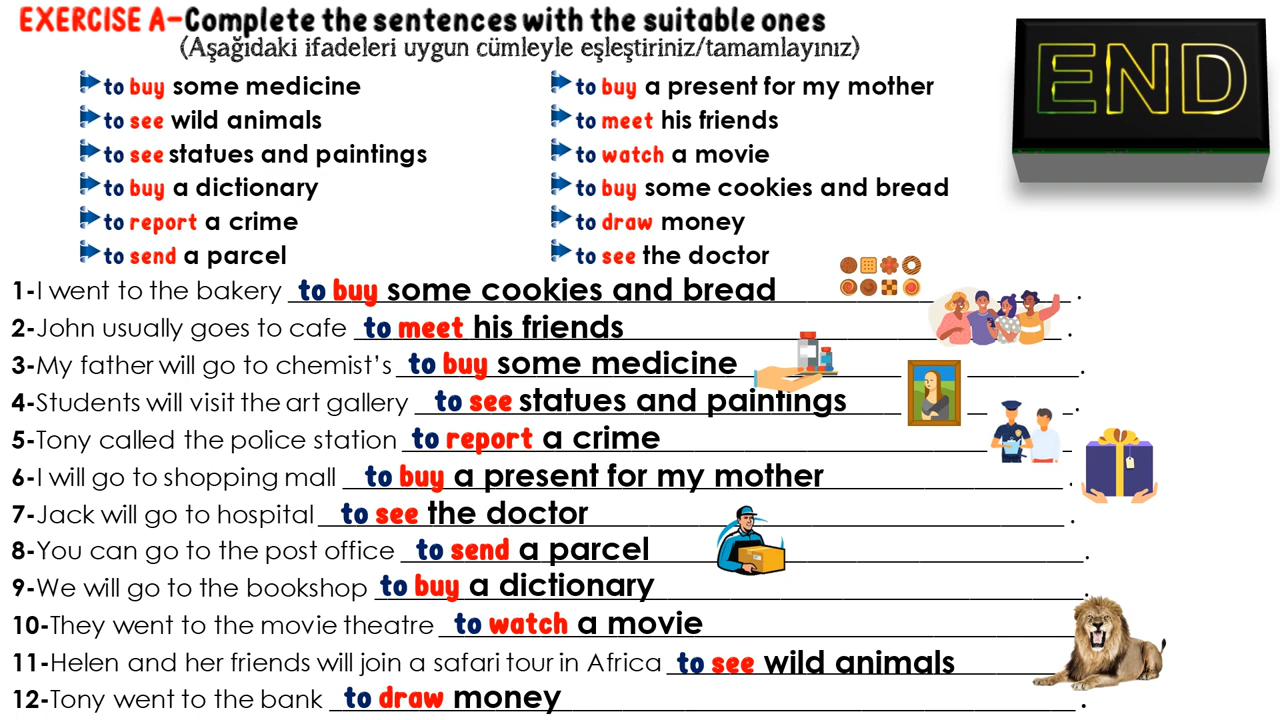 EXERCISE A-Complete the sentences with the suitable ones
(Aşağıdaki ifadeleri uygun cümleyle eşleştiriniz/tamamlayınız)
END
to buy some medicine
to see wild animals
to see statues and paintings
to buy a dictionary
to report a crime
to send a parcel
to buy a present for my mother
to meet his friends
to watch a movie
to buy some cookies and bread
to draw money
to see the doctor
1-I went to the bakery to buy some cookies and bread .
2-John usually goes to cafe to meet his friends .
3-My father will go to chemist’s to buy some medicine .
4-Students will visit the art gallery to see statues and paintings .
5-Tony called the police station to report a crime .
6-I will go to shopping mall to buy a present for my mother .
7-Jack will go to hospital to see the doctor .
8-You can go to the post office to send a parcel .
9-We will go to the bookshop to buy a dictionary .
10-They went to the movie theatre to watch a movie
11-Helen and her friends will join a safari tour in Africa to see wild animals
12-Tony went to the bank to draw money .